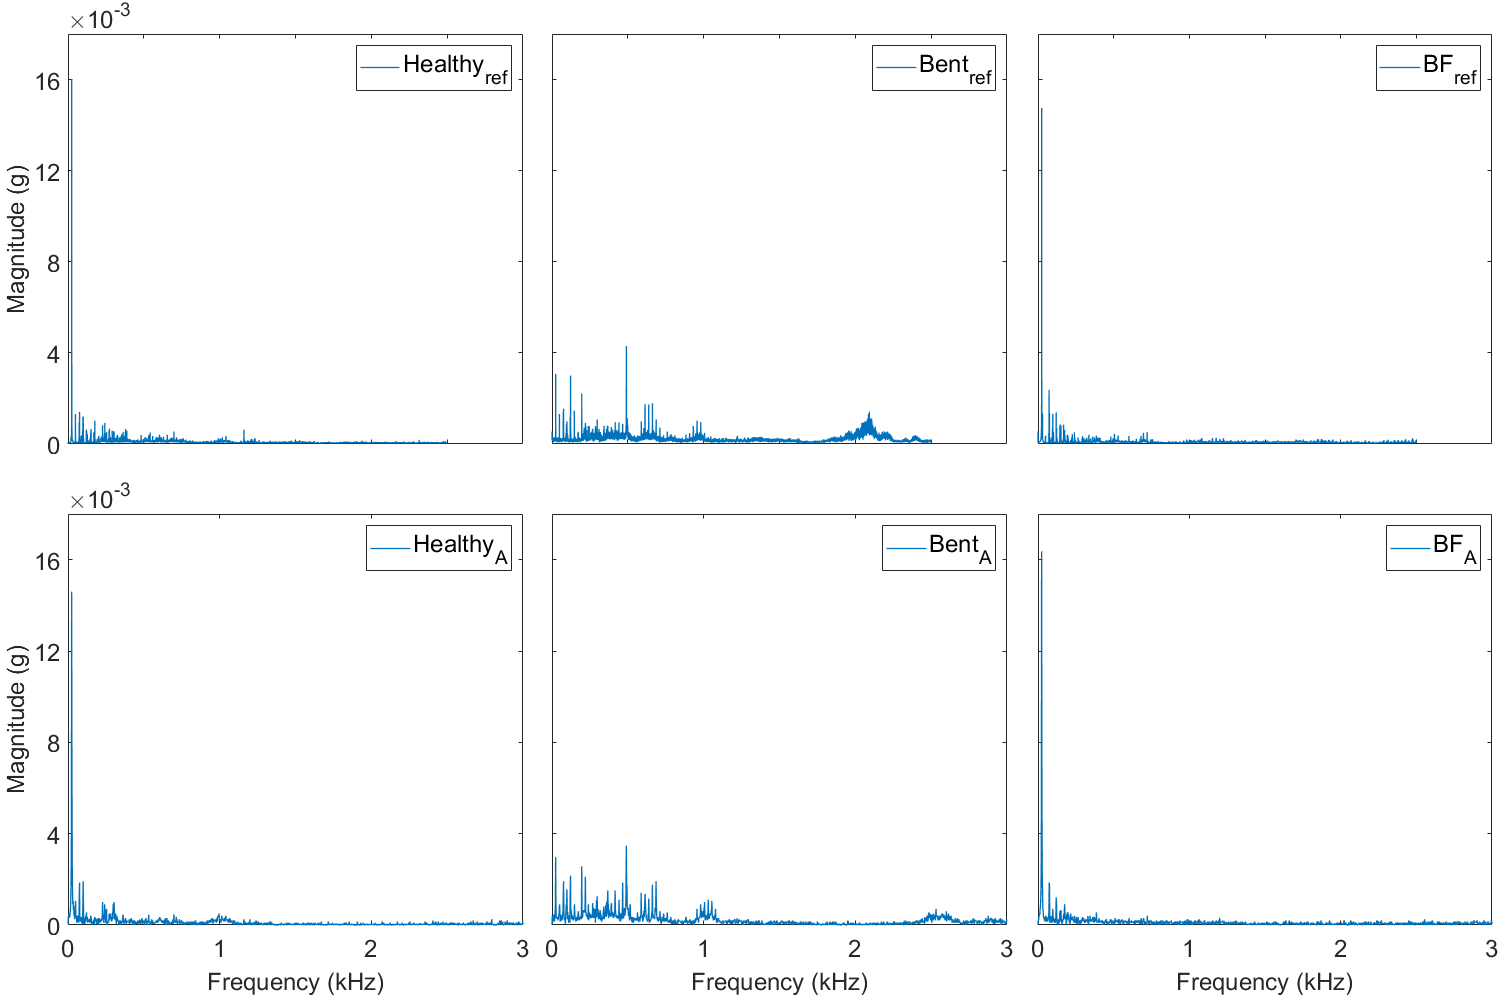 ×10⁻³
Healthy_ref
Bent_ref
BF_ref
16
12
8
4
0
Magnitude (g)
×10⁻³
Healthy_A
Bent_A
BF_A
16
12
8
4
0
Magnitude (g)
0 1 2 3 0 1 2 3 0 1 2 3
Frequency (kHz) Frequency (kHz) Frequency (kHz)